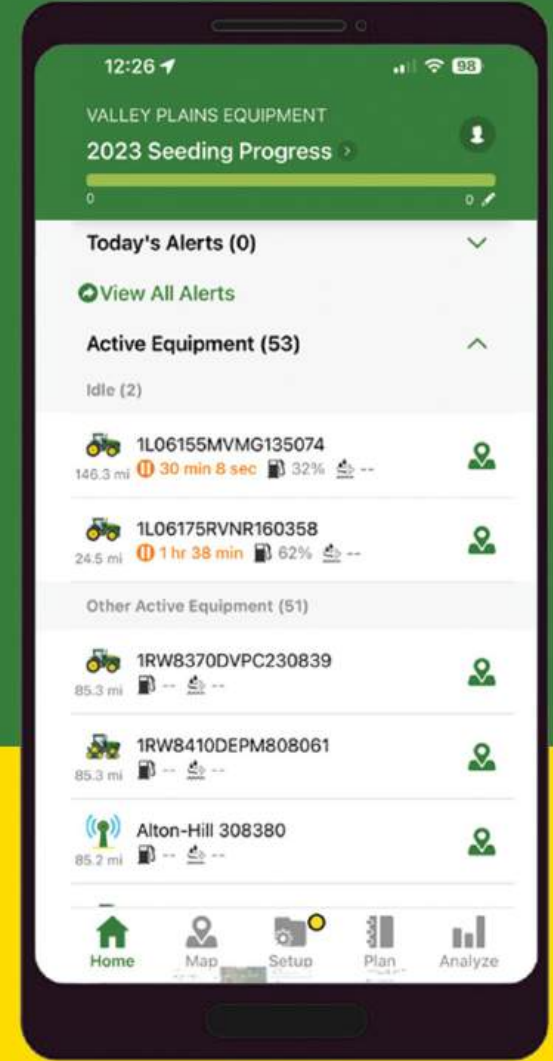 12:26
98
VALLEY PLAINS EQUIPMENT
2023 Seeding Progress
0 0
Today's Alerts (0)
View All Alerts
Active Equipment (53)
Idle (2)
1L06155MVMG135074
146.3 mi 30 min 8 sec 32% --
1L06175RVNR160358
24.5 mi 1 hr 38 min 62% --
Other Active Equipment (51)
1RW8370DVPC230839
85.3 mi -- --
1RW8410DEPM808061
85.3 mi -- --
Alton-Hill 308380
85.2 mi -- --
Home Map Setup Plan Analyze